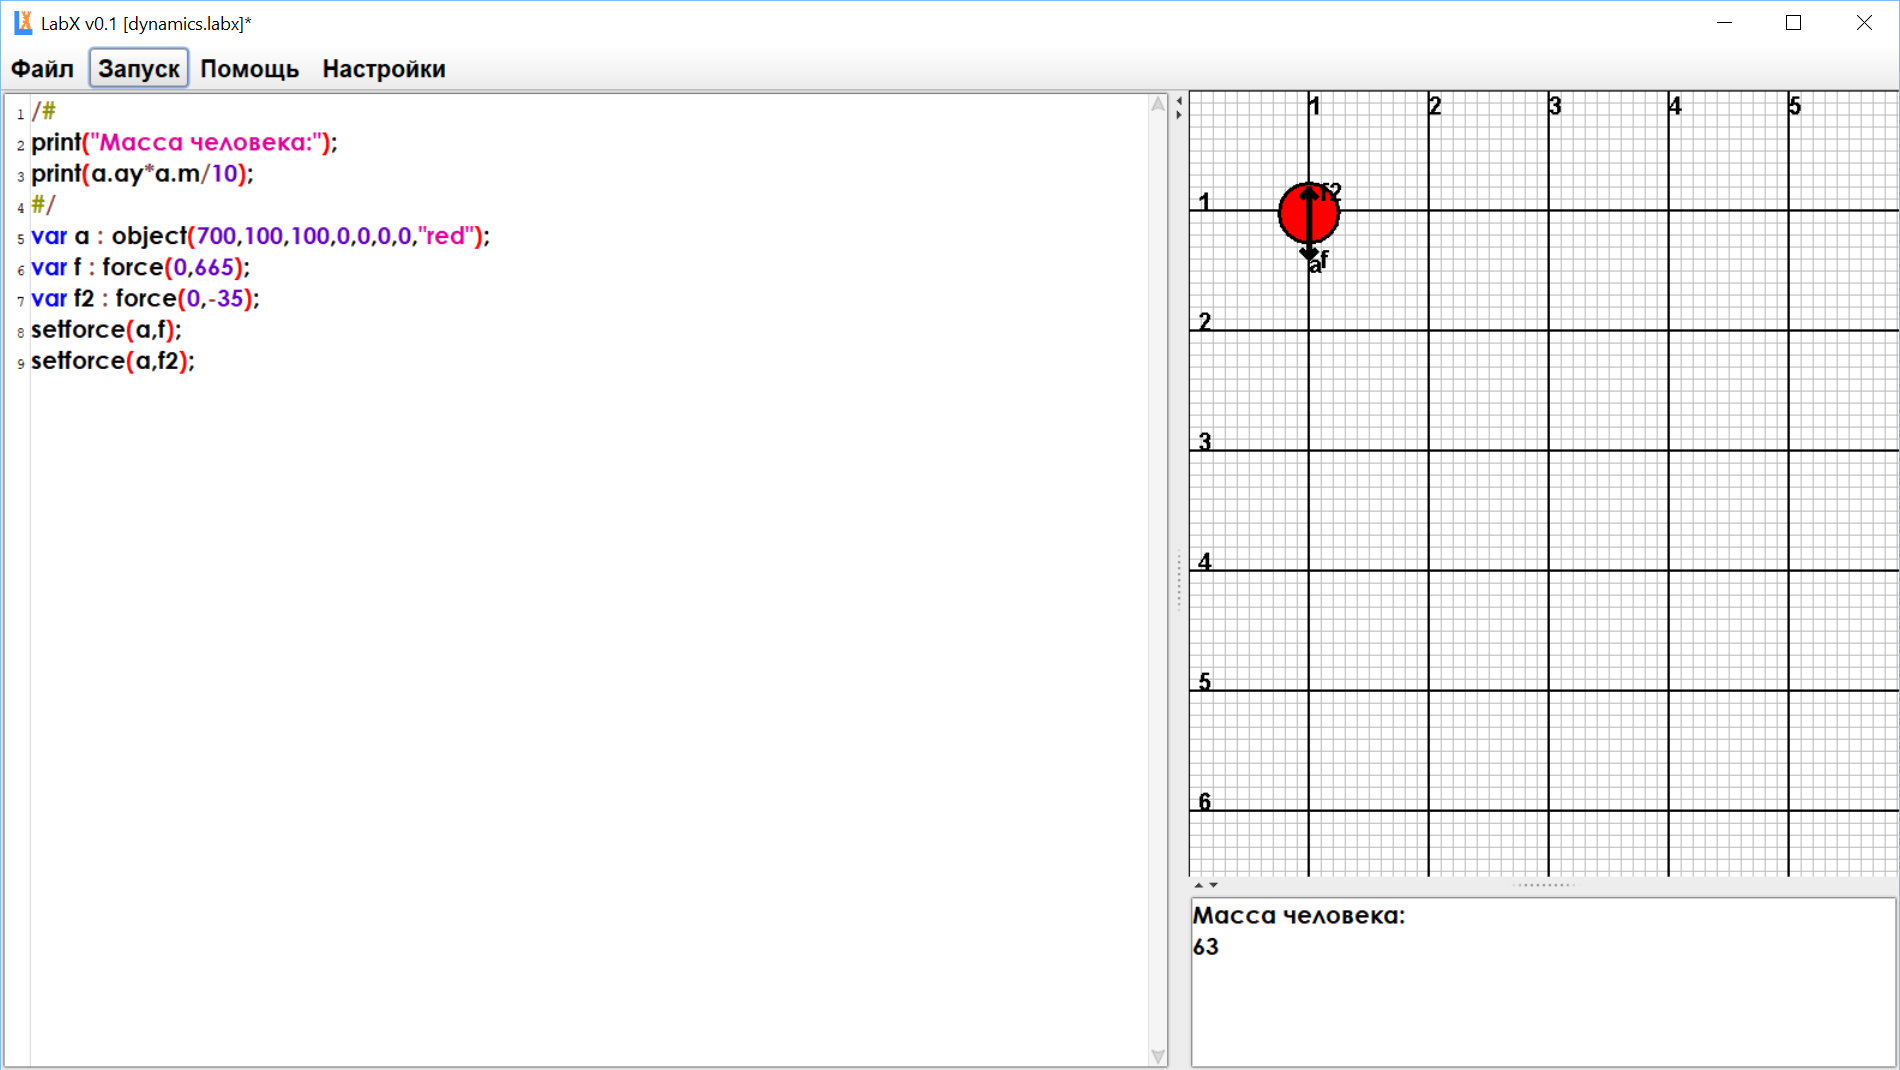 LabX v0.1 [dynamics.labx]*
Файл Запуск Помощь Настройки
1 /#
2 print("Масса человека:");
3 print(a.ay*a.m/10);
4 #/
5 var a : object(700,100,100,0,0,0,0,"red");
6 var f : force(0,665);
7 var f2 : force(0,-35);
8 setforce(a,f);
9 setforce(a,f2);
1 2 3 4 5
f2
1
af
2
3
4
5
6
Масса человека:
63